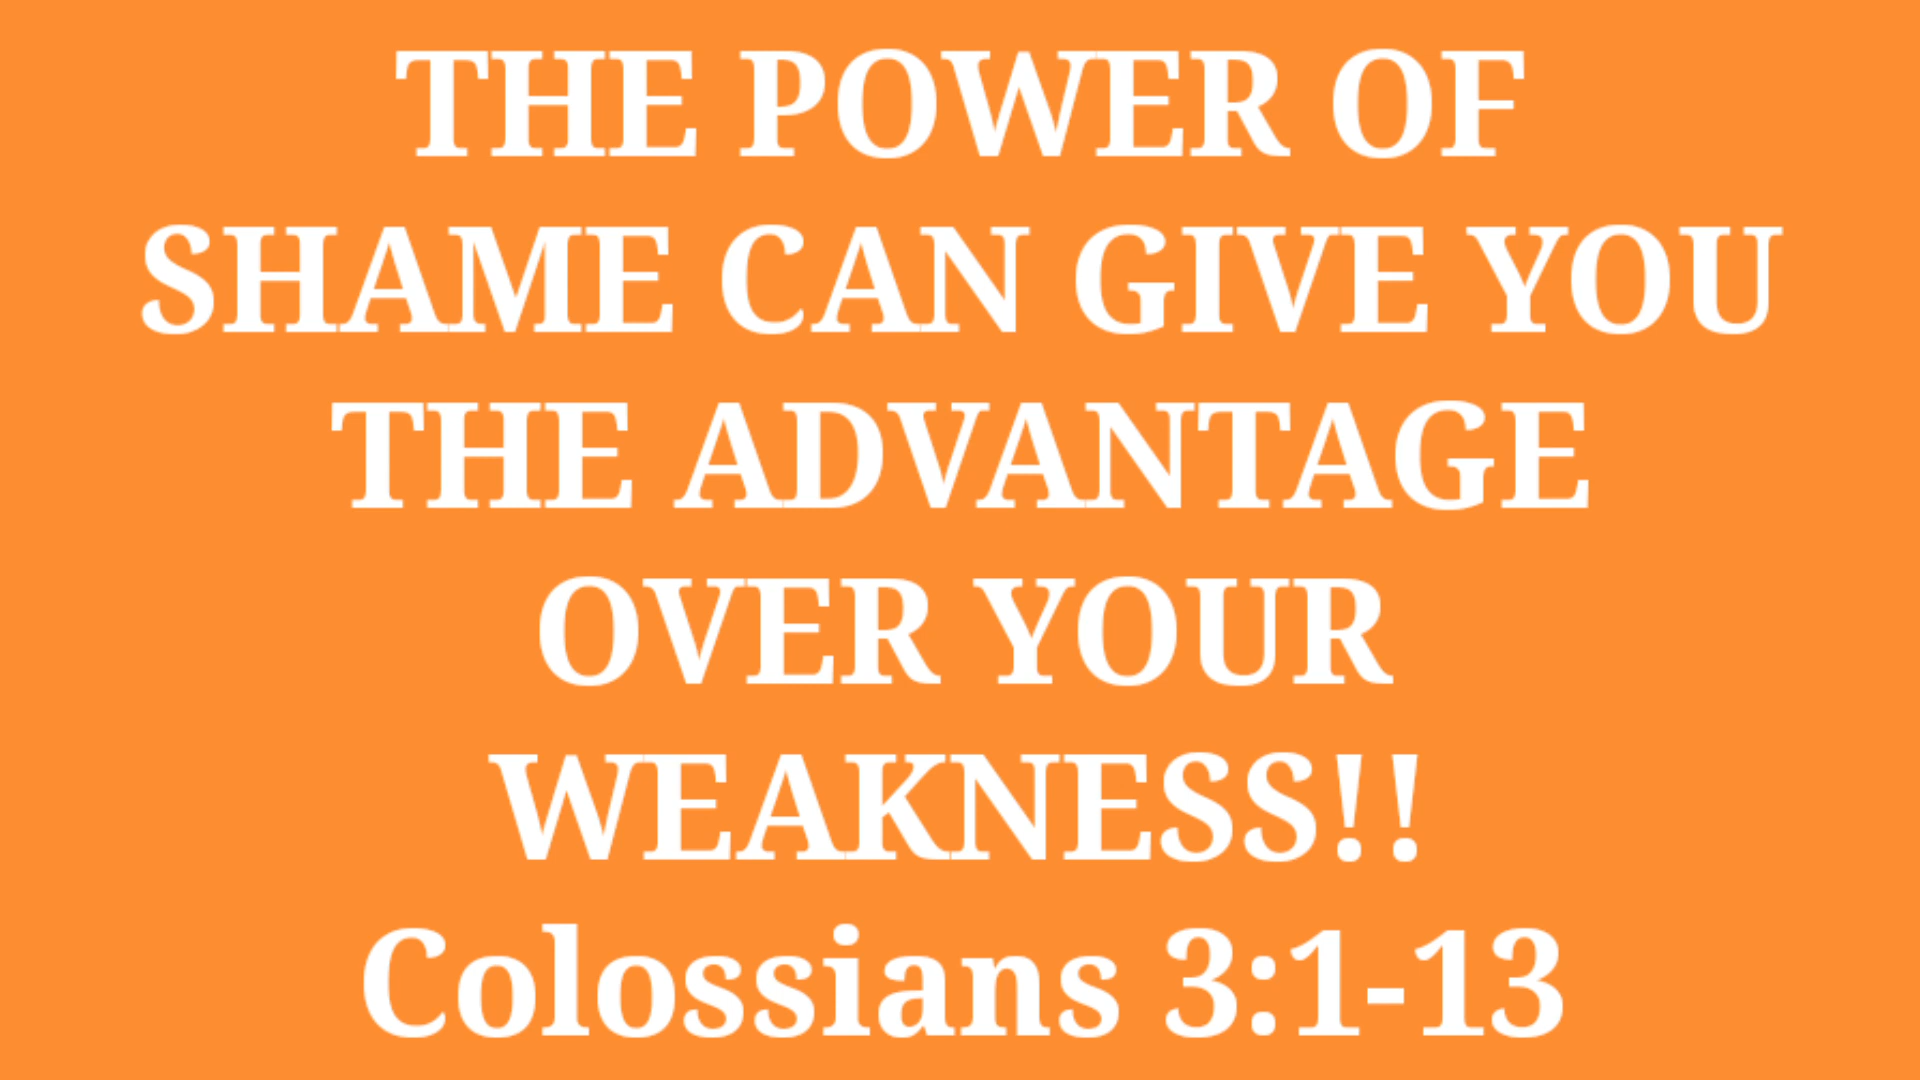 THE POWER OF
SHAME CAN GIVE YOU
THE ADVANTAGE
OVER YOUR
WEAKNESS!!
Colossians 3:1-13